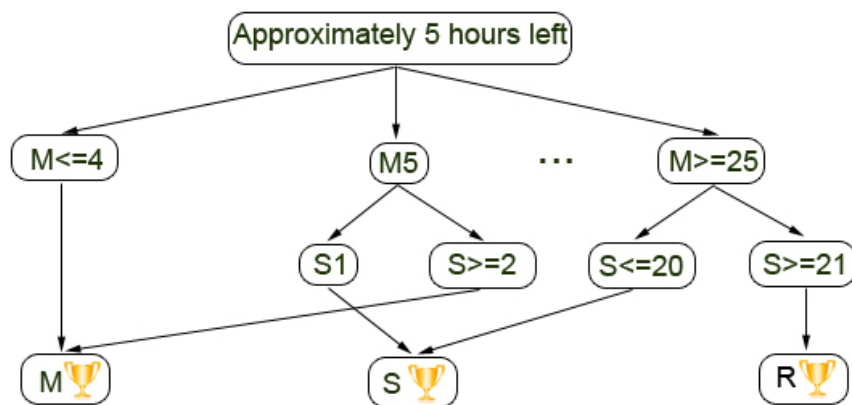 Approximately 5 hours left
M<=4
M5
...
M>=25
S1
S>=2
S<=20
S>=21
M
S
R